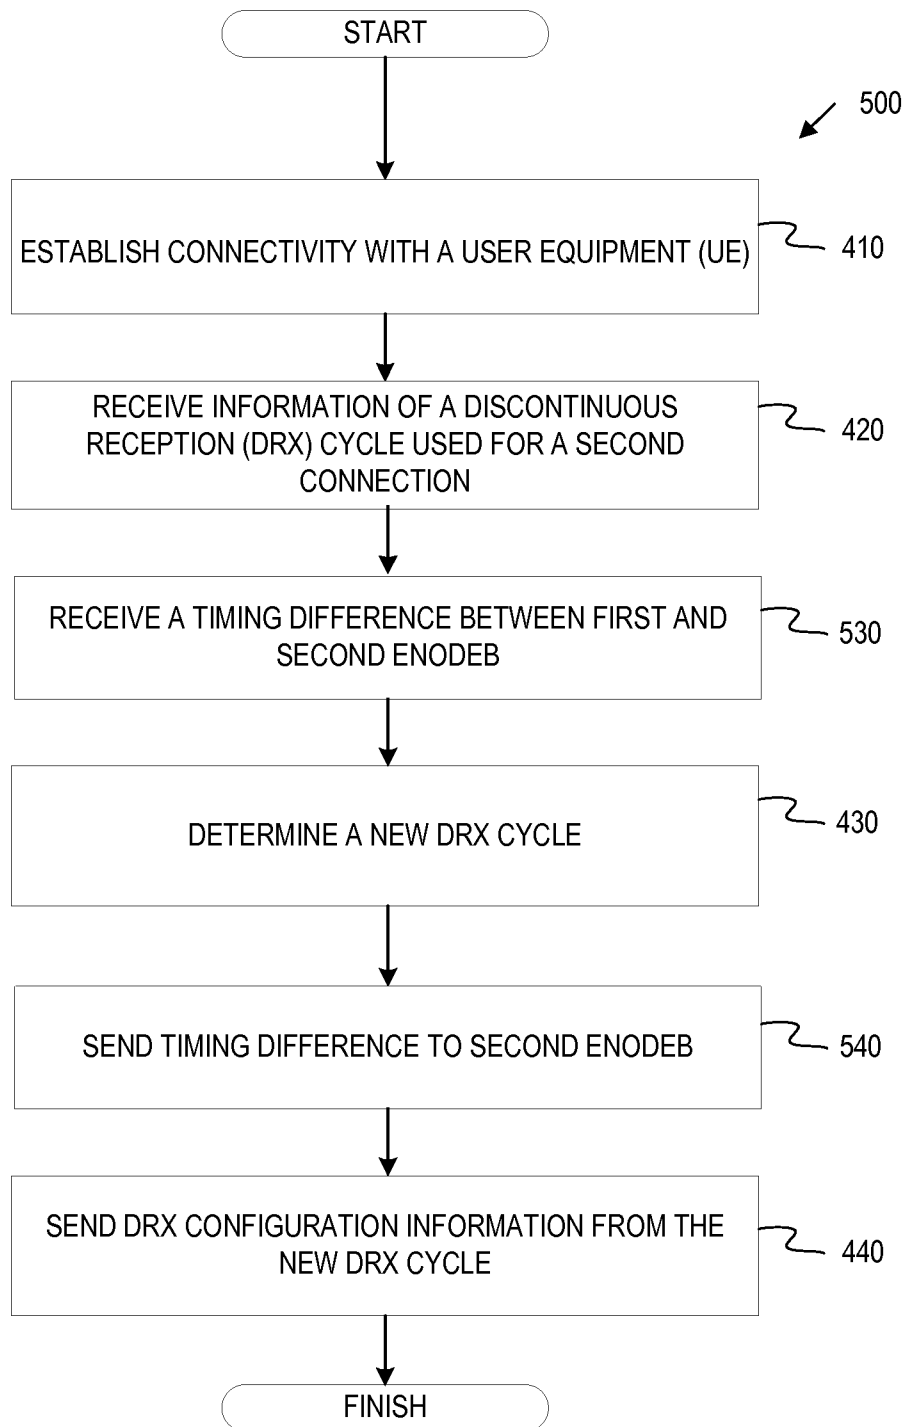 START
500
ESTABLISH CONNECTIVITY WITH A USER EQUIPMENT (UE)
410
RECEIVE INFORMATION OF A DISCONTINUOUS
RECEPTION (DRX) CYCLE USED FOR A SECOND
CONNECTION
420
RECEIVE A TIMING DIFFERENCE BETWEEN FIRST AND
SECOND ENODEB
530
DETERMINE A NEW DRX CYCLE
430
SEND TIMING DIFFERENCE TO SECOND ENODEB
540
SEND DRX CONFIGURATION INFORMATION FROM THE
NEW DRX CYCLE
440
FINISH